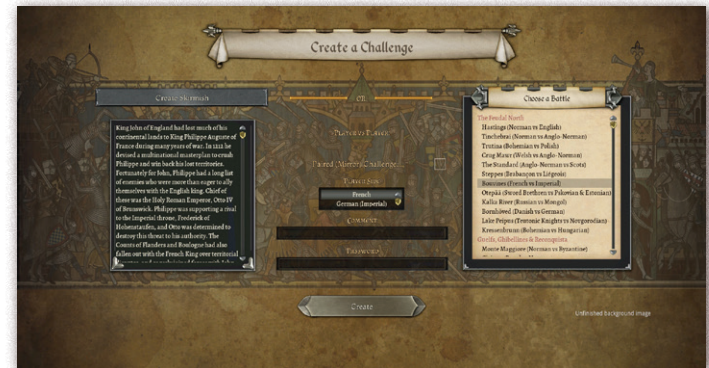 Create a Challenge
Create Skirmish
King John of England had lost much of his
continental lands to King Philippe Auguste of
France during many years of war. In 1212 he
devised a multinational masterplan to crush
Philippe and win back his lost territories.
Fortunately for John, Philippe had a long list
of enemies who were more than eager to ally
themselves with the English king. Chief of
these was the Holy Roman Emperor, Otto IV
of Brunswick. Philippe was supporting a rival
to the Imperial throne, Frederick of
Hohenstaufen, and Otto was determined to
destroy this threat to his authority. The
Counts of Flanders and Boulogne had also
fallen out with the French King over territorial
OR
Player vs Player
Paired (Mirror) Challenge
Player Side
French
German (Imperial)
Comment
Password
Choose a Battle
The Feudal North
Hastings (Norman vs English)
Tinchebrai (Norman vs Anglo-Norman)
Trutina (Bohemian vs Polish)
Crug Mawr (Welsh vs Anglo-Norman)
The Standard (Anglo-Norman vs Scots)
Steppes (Brabançon vs Liégeois)
Bouvines (French vs Imperial)
Otepää (Sword Brethren vs Pskovian & Estonian)
Kalka River (Russian vs Mongol)
Bornhöved (Danish vs German)
Lake Peipus (Teutonic Knights vs Novgorodian)
Kressenbrunn (Bohemian vs Hungarian)
Guelfs, Ghibellines & Reconquista
Monte Maggiore (Norman vs Byzantine)
Create
Unfinished background image